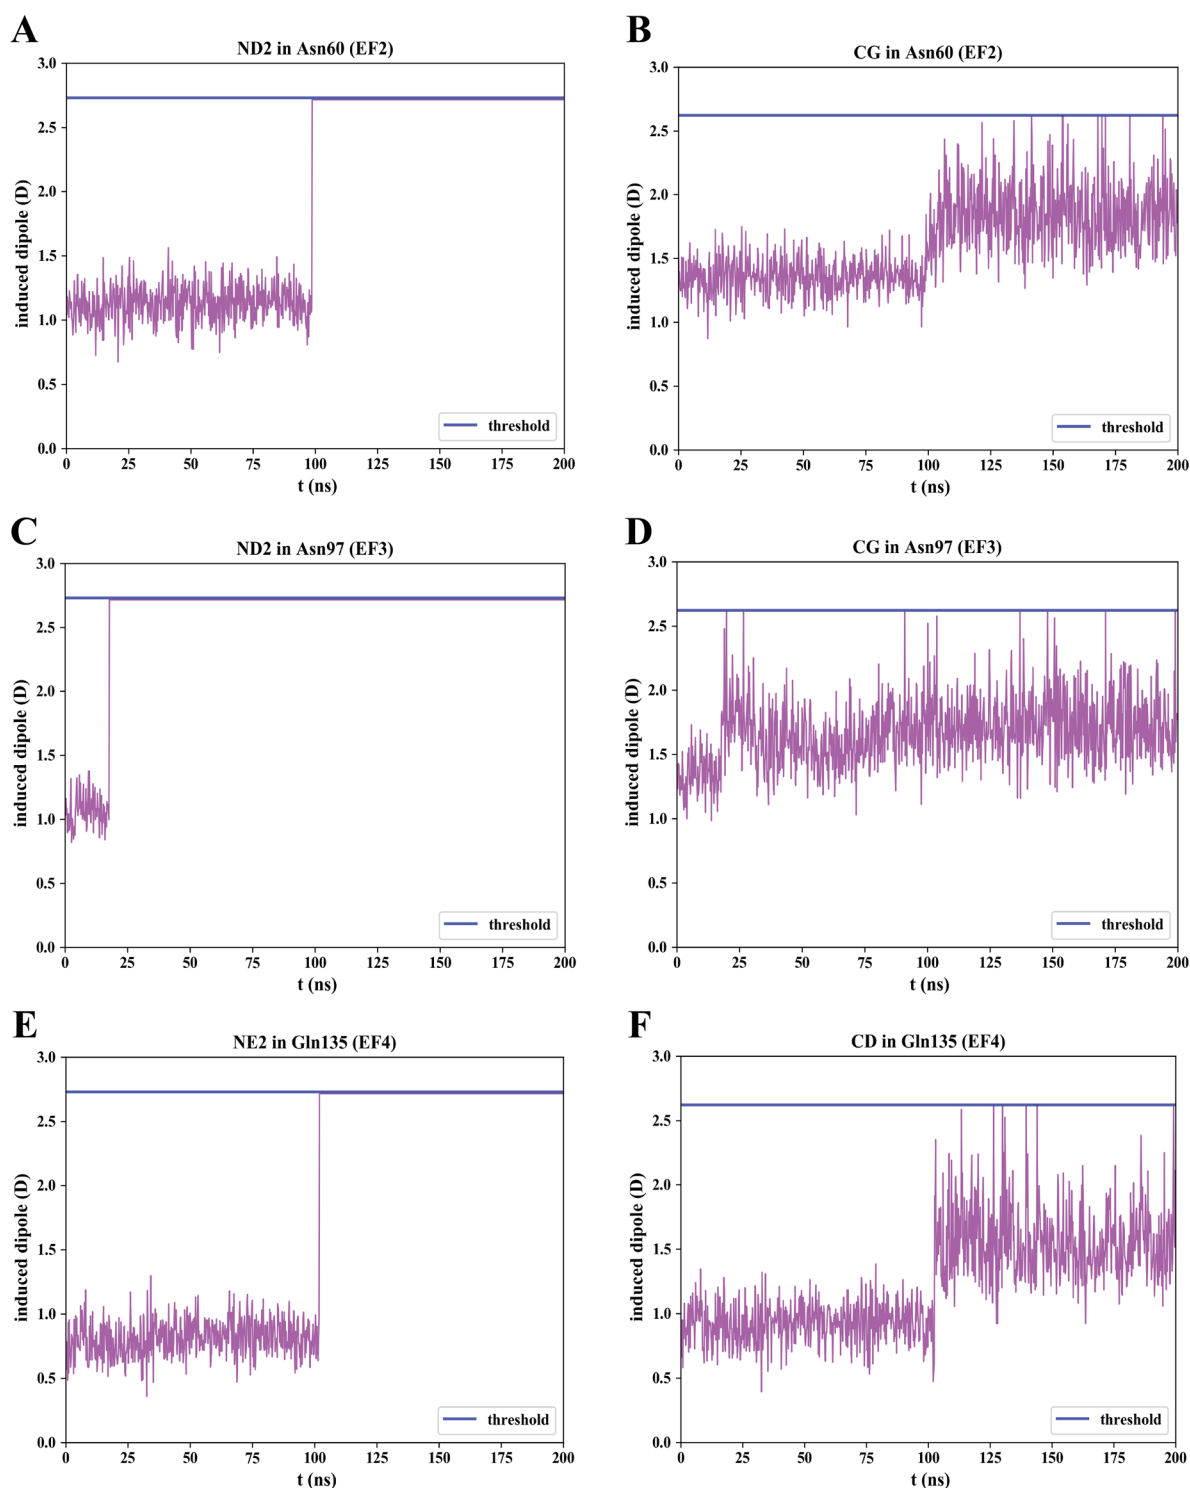 A
ND2 in Asn60 (EF2)
induced dipole (D)
3.0
2.5
2.0
1.5
1.0
0.5
0.0
threshold
0 25 50 75 100 125 150 175 200
t (ns)
B
CG in Asn60 (EF2)
induced dipole (D)
3.0
2.5
2.0
1.5
1.0
0.5
0.0
threshold
0 25 50 75 100 125 150 175 200
t (ns)
C
ND2 in Asn97 (EF3)
induced dipole (D)
3.0
2.5
2.0
1.5
1.0
0.5
0.0
threshold
0 25 50 75 100 125 150 175 200
t (ns)
D
CG in Asn97 (EF3)
induced dipole (D)
3.0
2.5
2.0
1.5
1.0
0.5
0.0
threshold
0 25 50 75 100 125 150 175 200
t (ns)
E
NE2 in Gln135 (EF4)
induced dipole (D)
3.0
2.5
2.0
1.5
1.0
0.5
0.0
threshold
0 25 50 75 100 125 150 175 200
t (ns)
F
CD in Gln135 (EF4)
induced dipole (D)
3.0
2.5
2.0
1.5
1.0
0.5
0.0
threshold
0 25 50 75 100 125 150 175 200
t (ns)